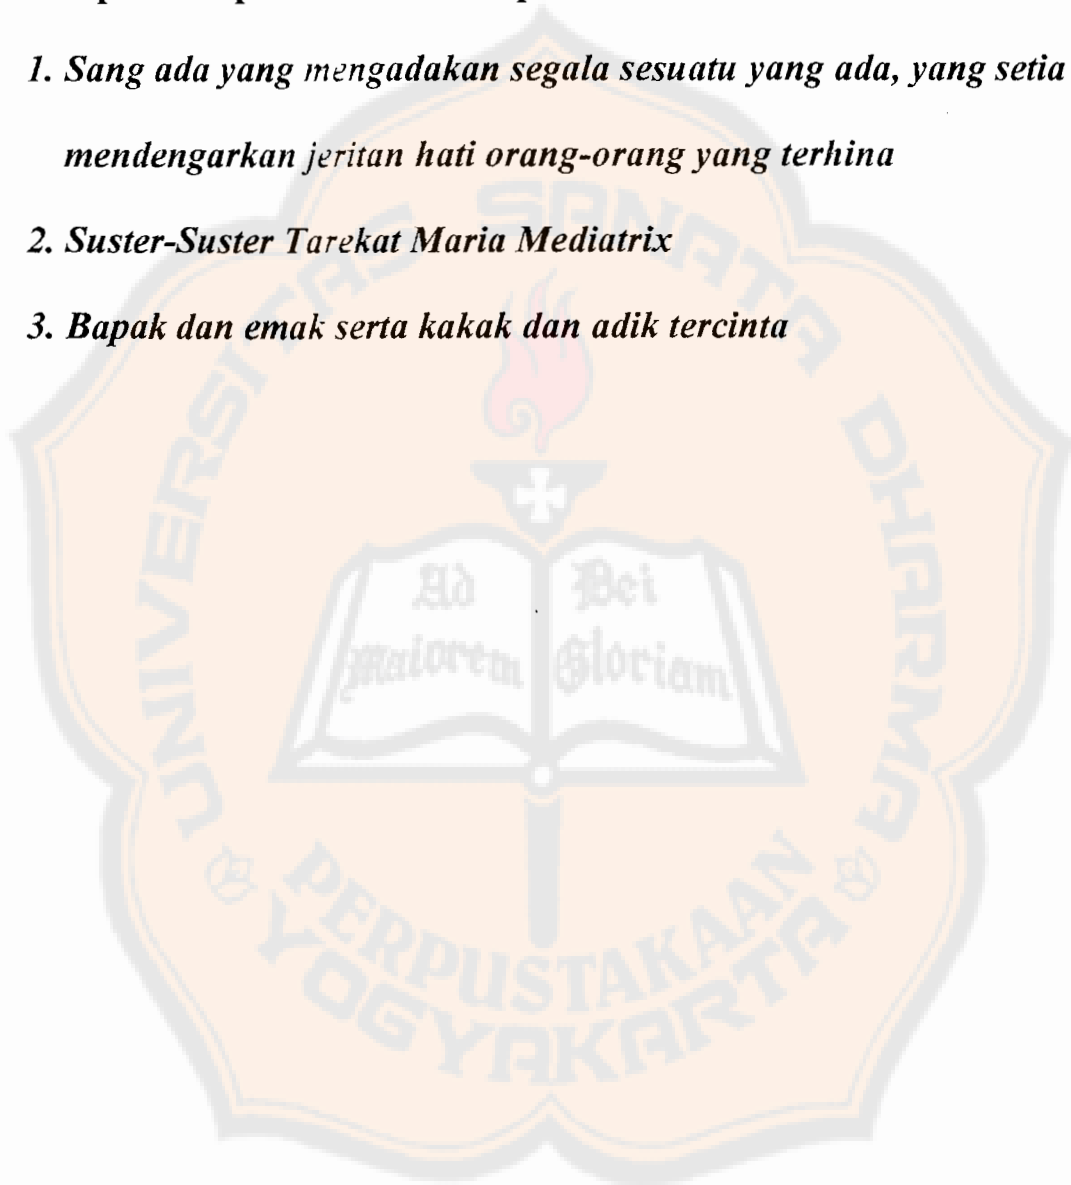 1. Sang ada yang mengadakan segala sesuatu yang ada, yang setia
mendengarkan jeritan hati orang-orang yang terhina
2. Suster-Suster Tarekat Maria Mediatrix
3. Bapak dan emak serta kakak dan adik tercinta
UNIVERSITAS SANATA DHARMA
Ad Dei
Maiorem Gloriam
PERPUSTAKAAN
YOGYAKARTA